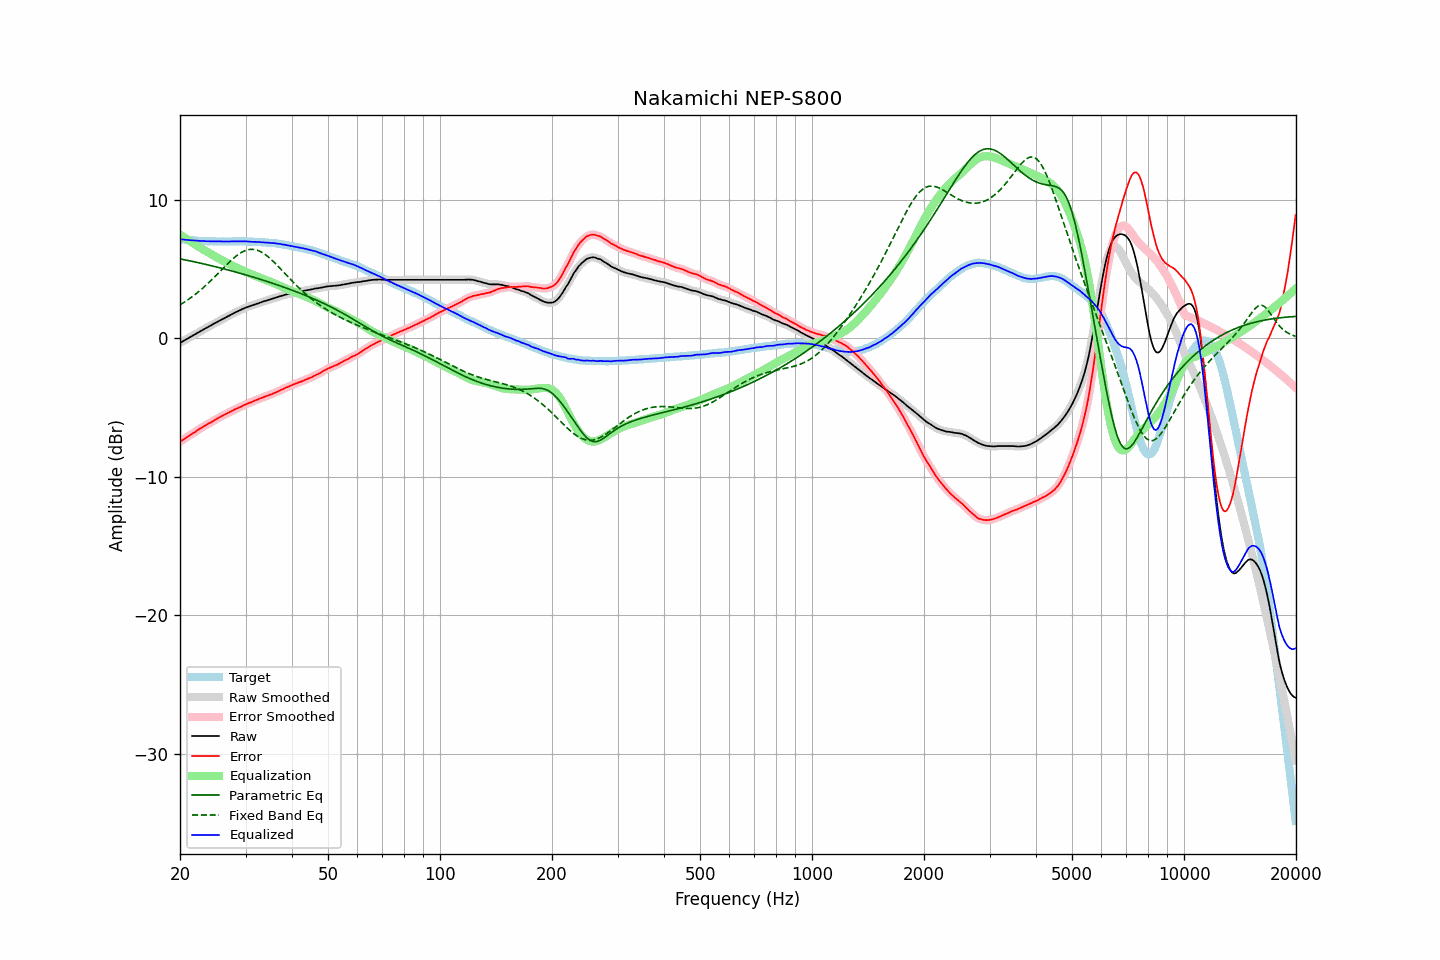 Nakamichi NEP-S800
Amplitude (dBr)
10
0
−10
−20
−30
Target
Raw Smoothed
Error Smoothed
Raw
Error
Equalization
Parametric Eq
Fixed Band Eq
Equalized
20 50 100 200 500 1000 2000 5000 10000 20000
Frequency (Hz)